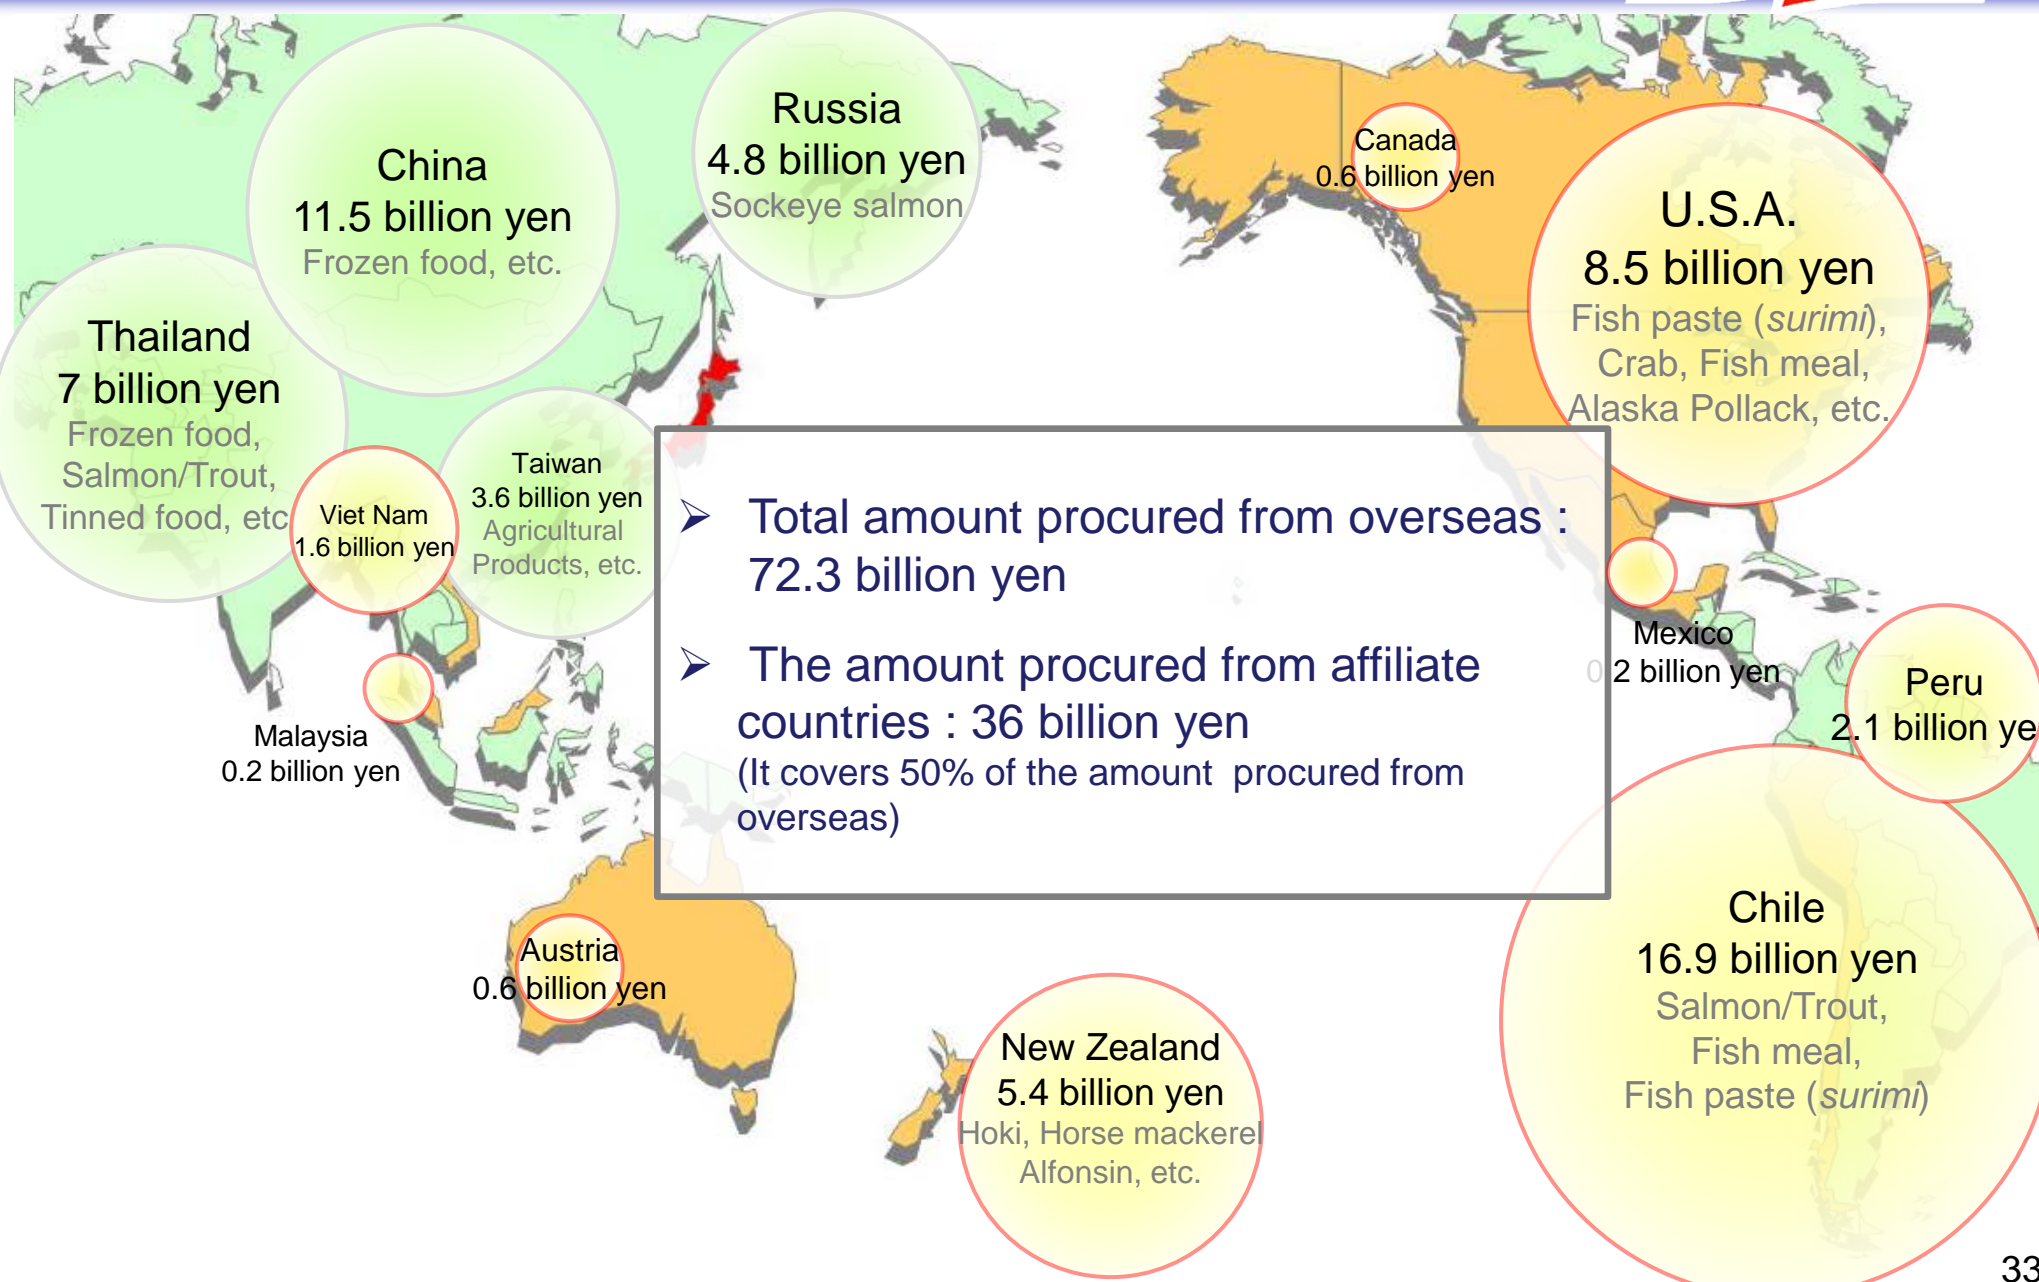 Russia
4.8 billion yen
Sockeye salmon
China
11.5 billion yen
Frozen food, etc.
Canada
0.6 billion yen
U.S.A.
8.5 billion yen
Fish paste (surimi),
Crab, Fish meal,
Alaska Pollack, etc.
Thailand
7 billion yen
Frozen food,
Salmon/Trout,
Tinned food, etc
Viet Nam
1.6 billion yen
Taiwan
3.6 billion yen
Agricultural
Products, etc.
➢ Total amount procured from overseas :
72.3 billion yen
➢ The amount procured from affiliate
countries : 36 billion yen
(It covers 50% of the amount procured from
overseas)
Mexico
0.2 billion yen
Peru
2.1 billion ye
Malaysia
0.2 billion yen
Austria
0.6 billion yen
New Zealand
5.4 billion yen
Hoki, Horse mackerel
Alfonsin, etc.
Chile
16.9 billion yen
Salmon/Trout,
Fish meal,
Fish paste (surimi)
33